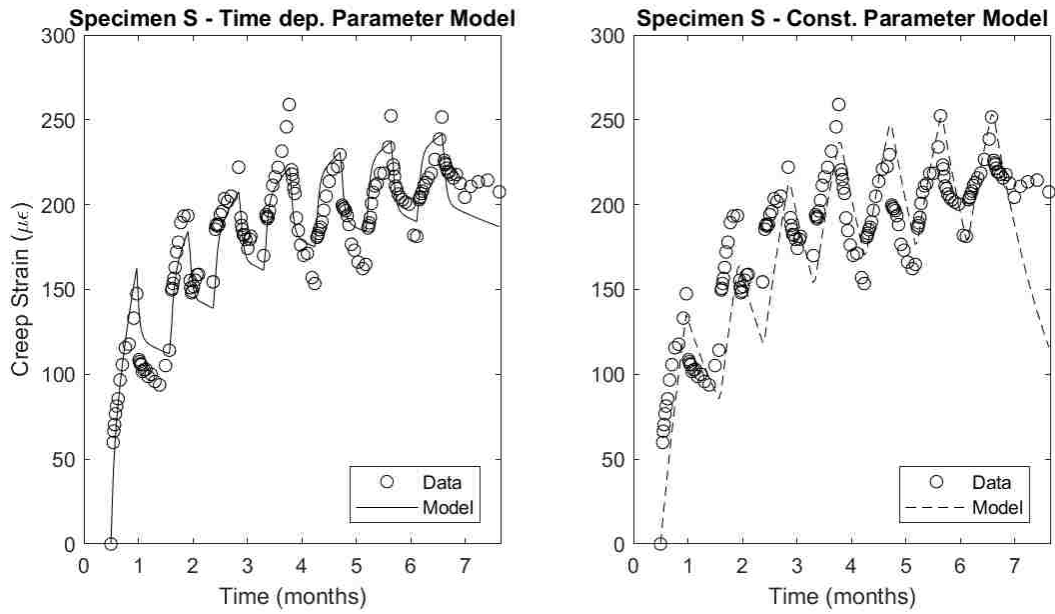 Specimen S - Time dep. Parameter Model
300
250
200
150
100
50
0
0 1 2 3 4 5 6 7
Creep Strain (με)
Time (months)
Data
Model
Specimen S - Const. Parameter Model
300
250
200
150
100
50
0
0 1 2 3 4 5 6 7
Time (months)
Data
Model